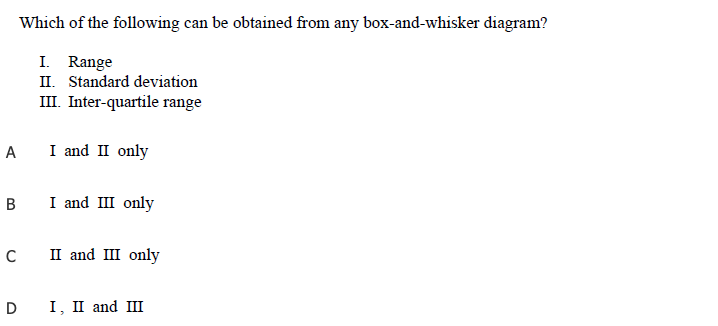 Which of the following can be obtained from any box-and-whisker diagram?
I. Range
II. Standard deviation
III. Inter-quartile range
A I and II only
B I and III only
C II and III only
D I, II and III